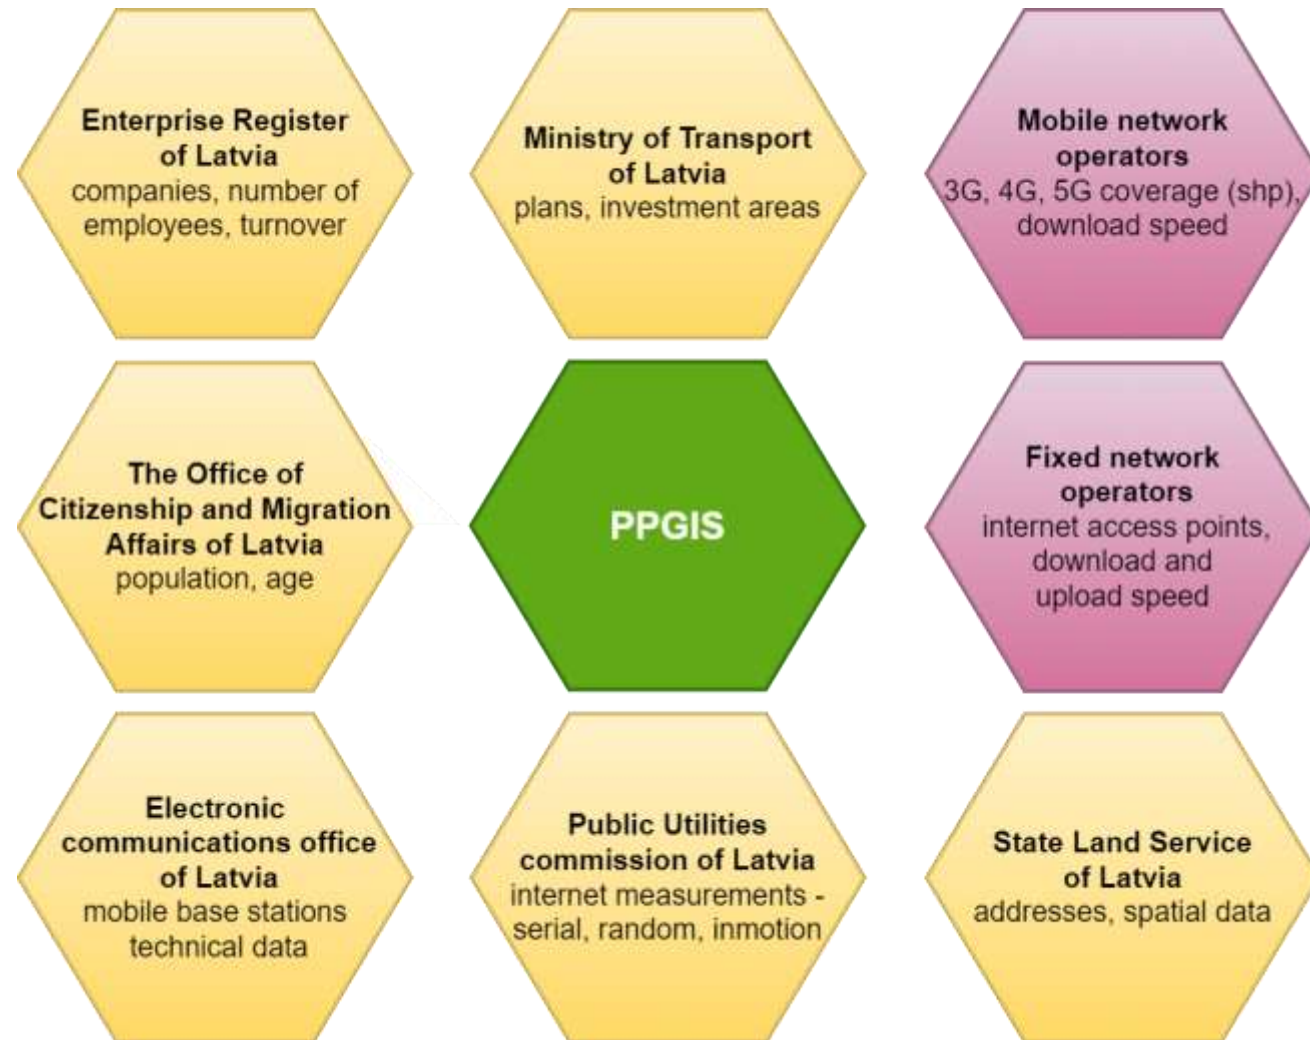 Enterprise Register
of Latvia
companies, number of
employees, turnover
Ministry of Transport
of Latvia
plans, investment areas
Mobile network
operators
3G, 4G, 5G coverage (shp),
download speed
The Office of
Citizenship and Migration
Affairs of Latvia
population, age
PPGIS
Fixed network
operators
internet access points,
download and
upload speed
Electronic
communications office
of Latvia
mobile base stations
technical data
Public Utilities
commission of Latvia
internet measurements -
serial, random, inmotion
State Land Service
of Latvia
addresses, spatial data